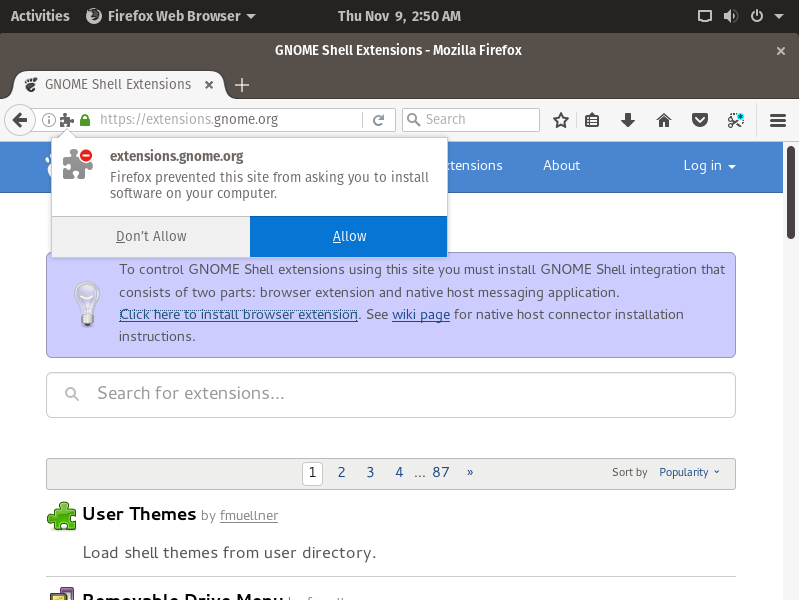 Activities Firefox Web Browser Thu Nov 9, 2:50 AM
GNOME Shell Extensions - Mozilla Firefox
GNOME Shell Extensions
https://extensions.gnome.org Search
extensions.gnome.org
Firefox prevented this site from asking you to install
software on your computer.
Don't Allow Allow
About Log in
To control GNOME Shell extensions using this site you must install GNOME Shell integration that
consists of two parts: browser extension and native host messaging application.
Click here to install browser extension. See wiki page for native host connector installation
instructions.
Search for extensions...
1 2 3 4 ... 87 » Sort by Popularity
User Themes by fmuellner
Load shell themes from user directory.
Removable Drive Menu by